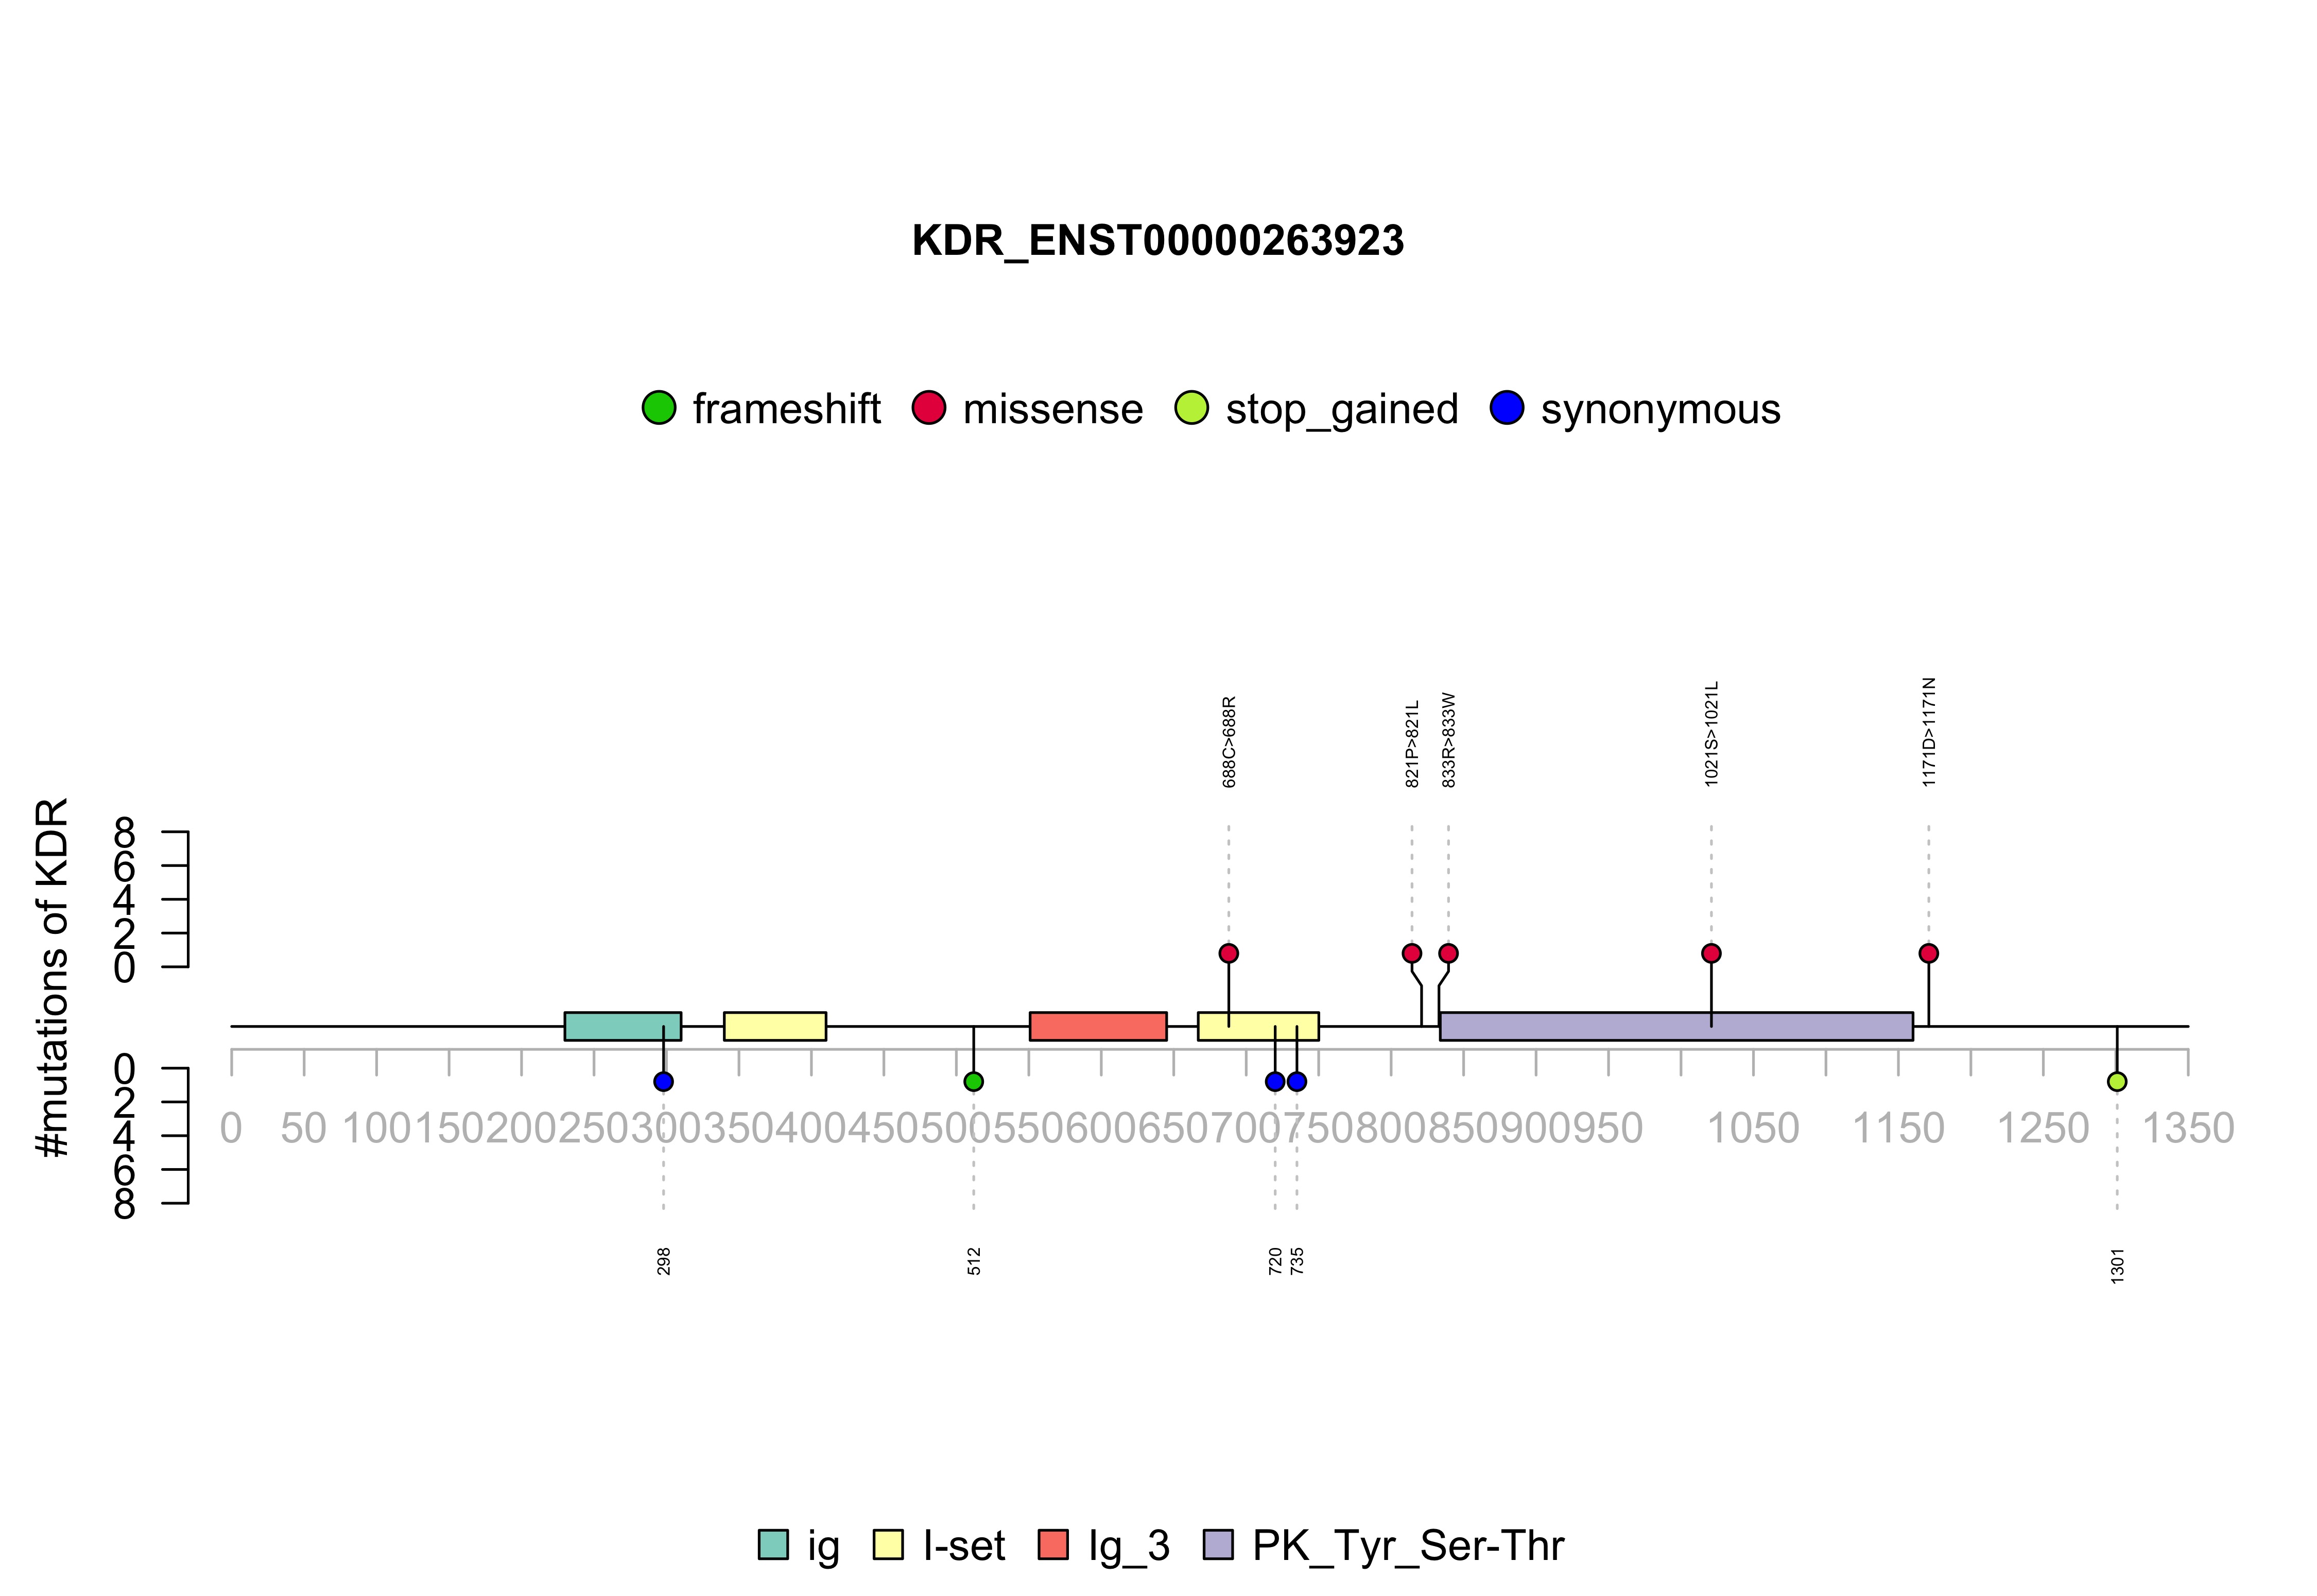 KDR_ENST00000263923
frameshift missense stop_gained synonymous
688C>688R 821P>821L 833R>833W 1021S>1021L 1171D>1171N
#mutations of KDR
8
6
4
2
0
0
2
4
6
8
0 50 100 150 200 250 300 350 400 450 500 550 600 650 700 750 800 850 900 950 1050 1150 1250 1350
298 512 720 735 1301
ig I-set Ig_3 PK_Tyr_Ser-Thr